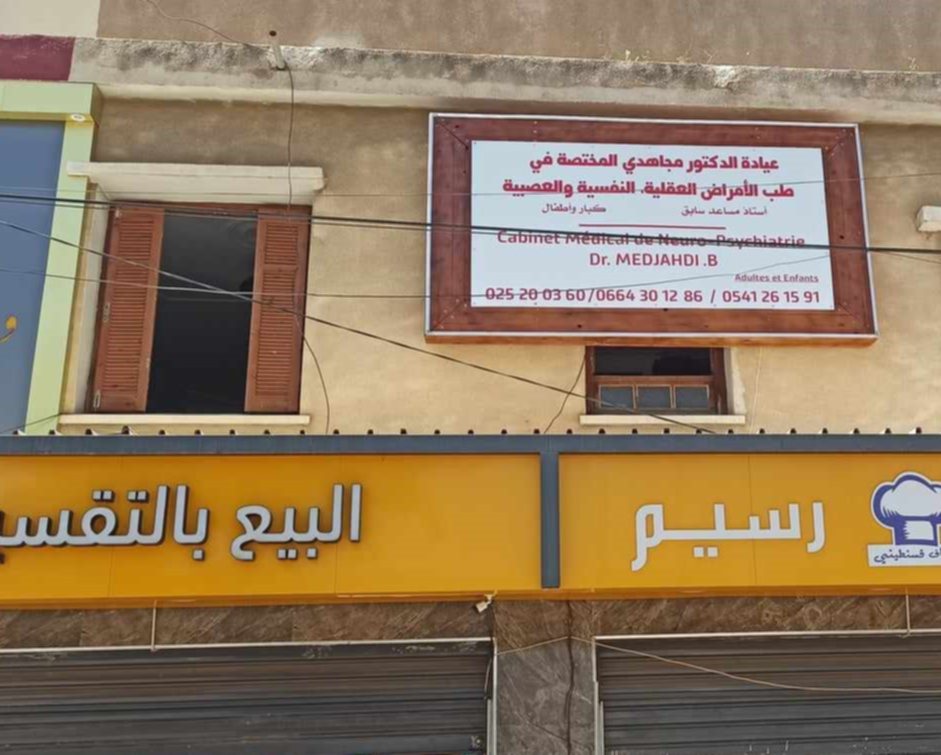 عيادة الدكتور مجاهدي المختصة في
طب الأمراض العقلية، النفسية والعصبية
أستاذ مساعد سابق كبار وأطفال
Cabinet Médical de Neuro-Psychiatrie
Dr. MEDJAHDI .B
Adultes et Enfants
025 20 03 60/0664 30 12 86 / 0541 26 15 91
البيع
رسيم
قسنطيني